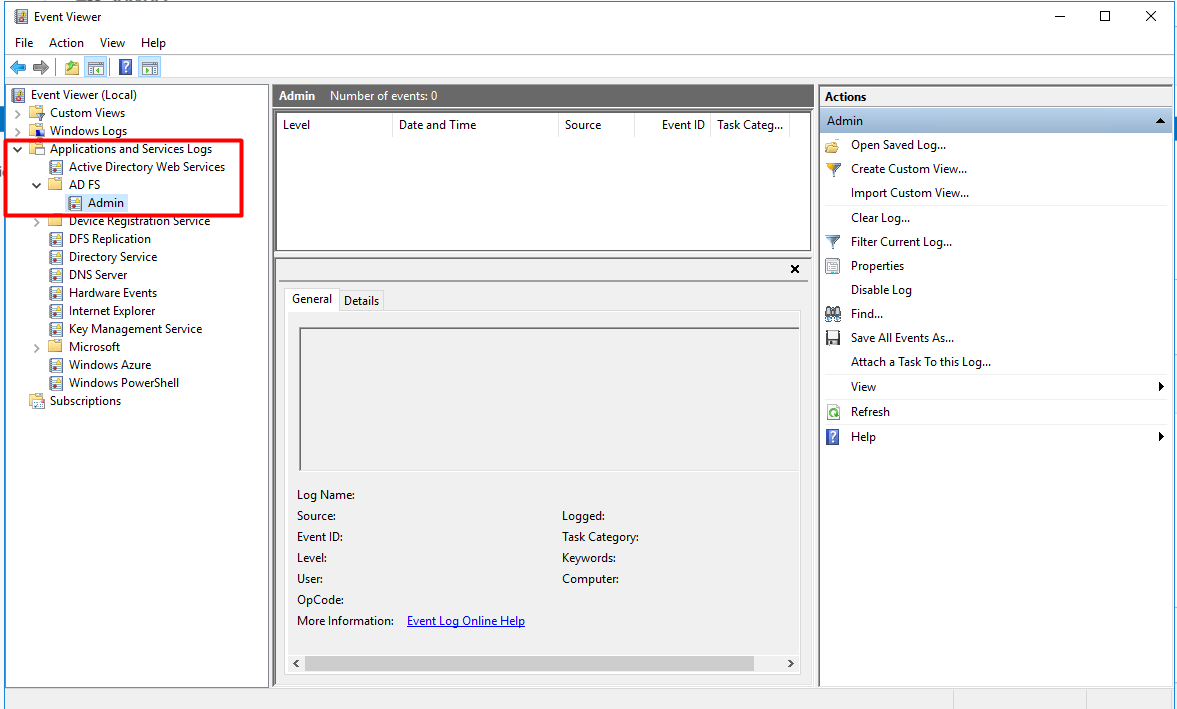 Event Viewer
File Action View Help
Event Viewer (Local)
Custom Views
Windows Logs
Applications and Services Logs
Active Directory Web Services
AD FS
Admin
Device Registration Service
DFS Replication
Directory Service
DNS Server
Hardware Events
Internet Explorer
Key Management Service
Microsoft
Windows Azure
Windows PowerShell
Subscriptions
Admin Number of events: 0
Level Date and Time Source Event ID Task Categ...
General Details
Log Name:
Source: Logged:
Event ID: Task Category:
Level: Keywords:
User: Computer:
OpCode:
More Information: Event Log Online Help
Actions
Admin
Open Saved Log...
Create Custom View...
Import Custom View...
Clear Log...
Filter Current Log...
Properties
Disable Log
Find...
Save All Events As...
Attach a Task To this Log...
View
Refresh
Help